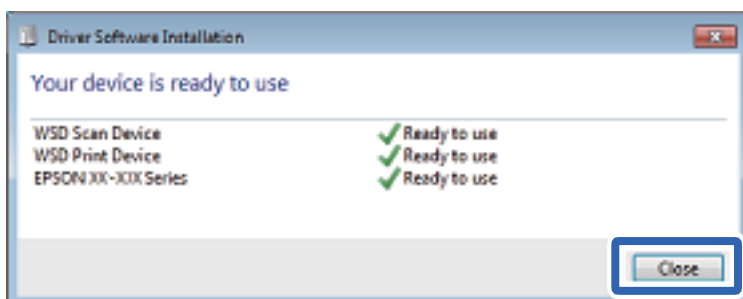 Driver Software Installation
Your device is ready to use
WSD Scan Device Ready to use
WSD Print Device Ready to use
EPSON XX-XXX Series Ready to use
Close